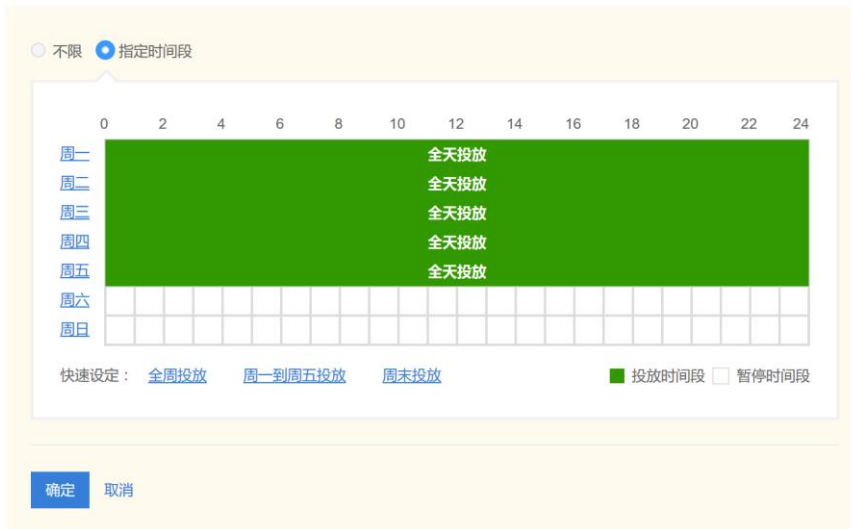 不限 指定时间段
0 2 4 6 8 10 12 14 16 18 20 22 24
周一 全天投放
周二 全天投放
周三 全天投放
周四 全天投放
周五 全天投放
周六
周日
快速设定： 全周投放 周一到周五投放 周末投放 投放时间段 暂停时间段
确定 取消